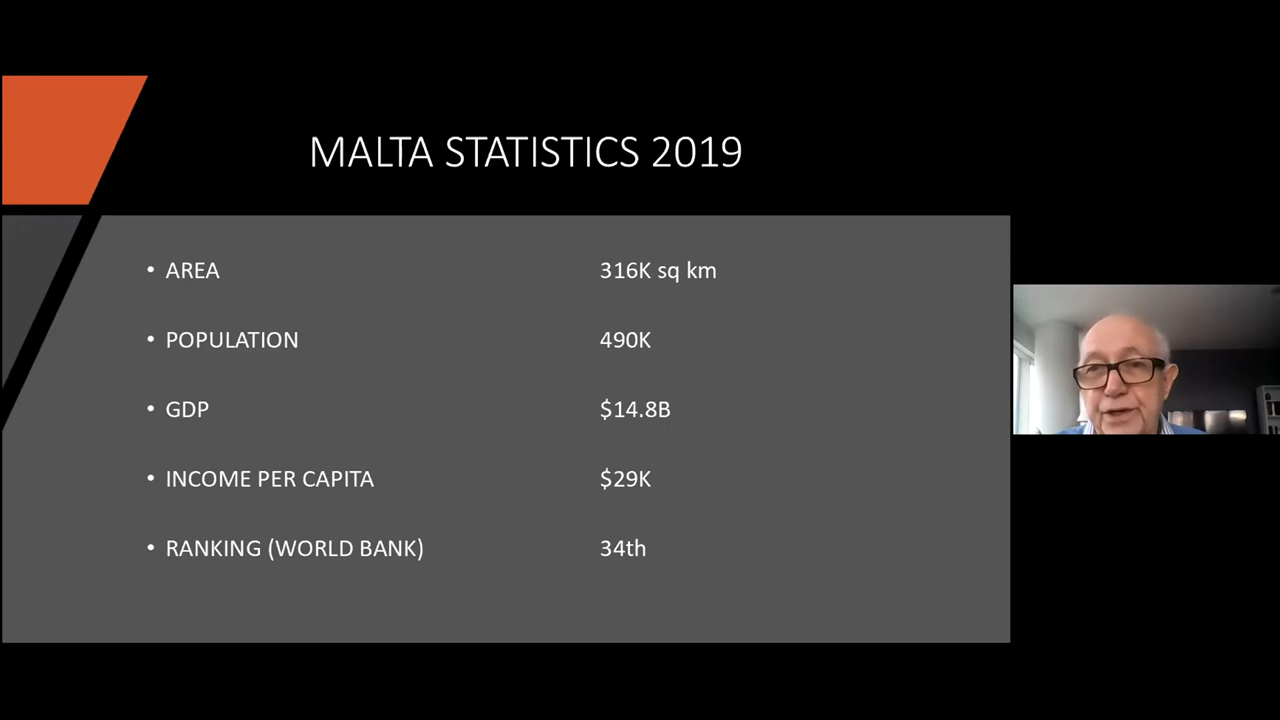 MALTA STATISTICS 2019
• AREA 316K sq km
• POPULATION 490K
• GDP $14.8B
• INCOME PER CAPITA $29K
• RANKING (WORLD BANK) 34th